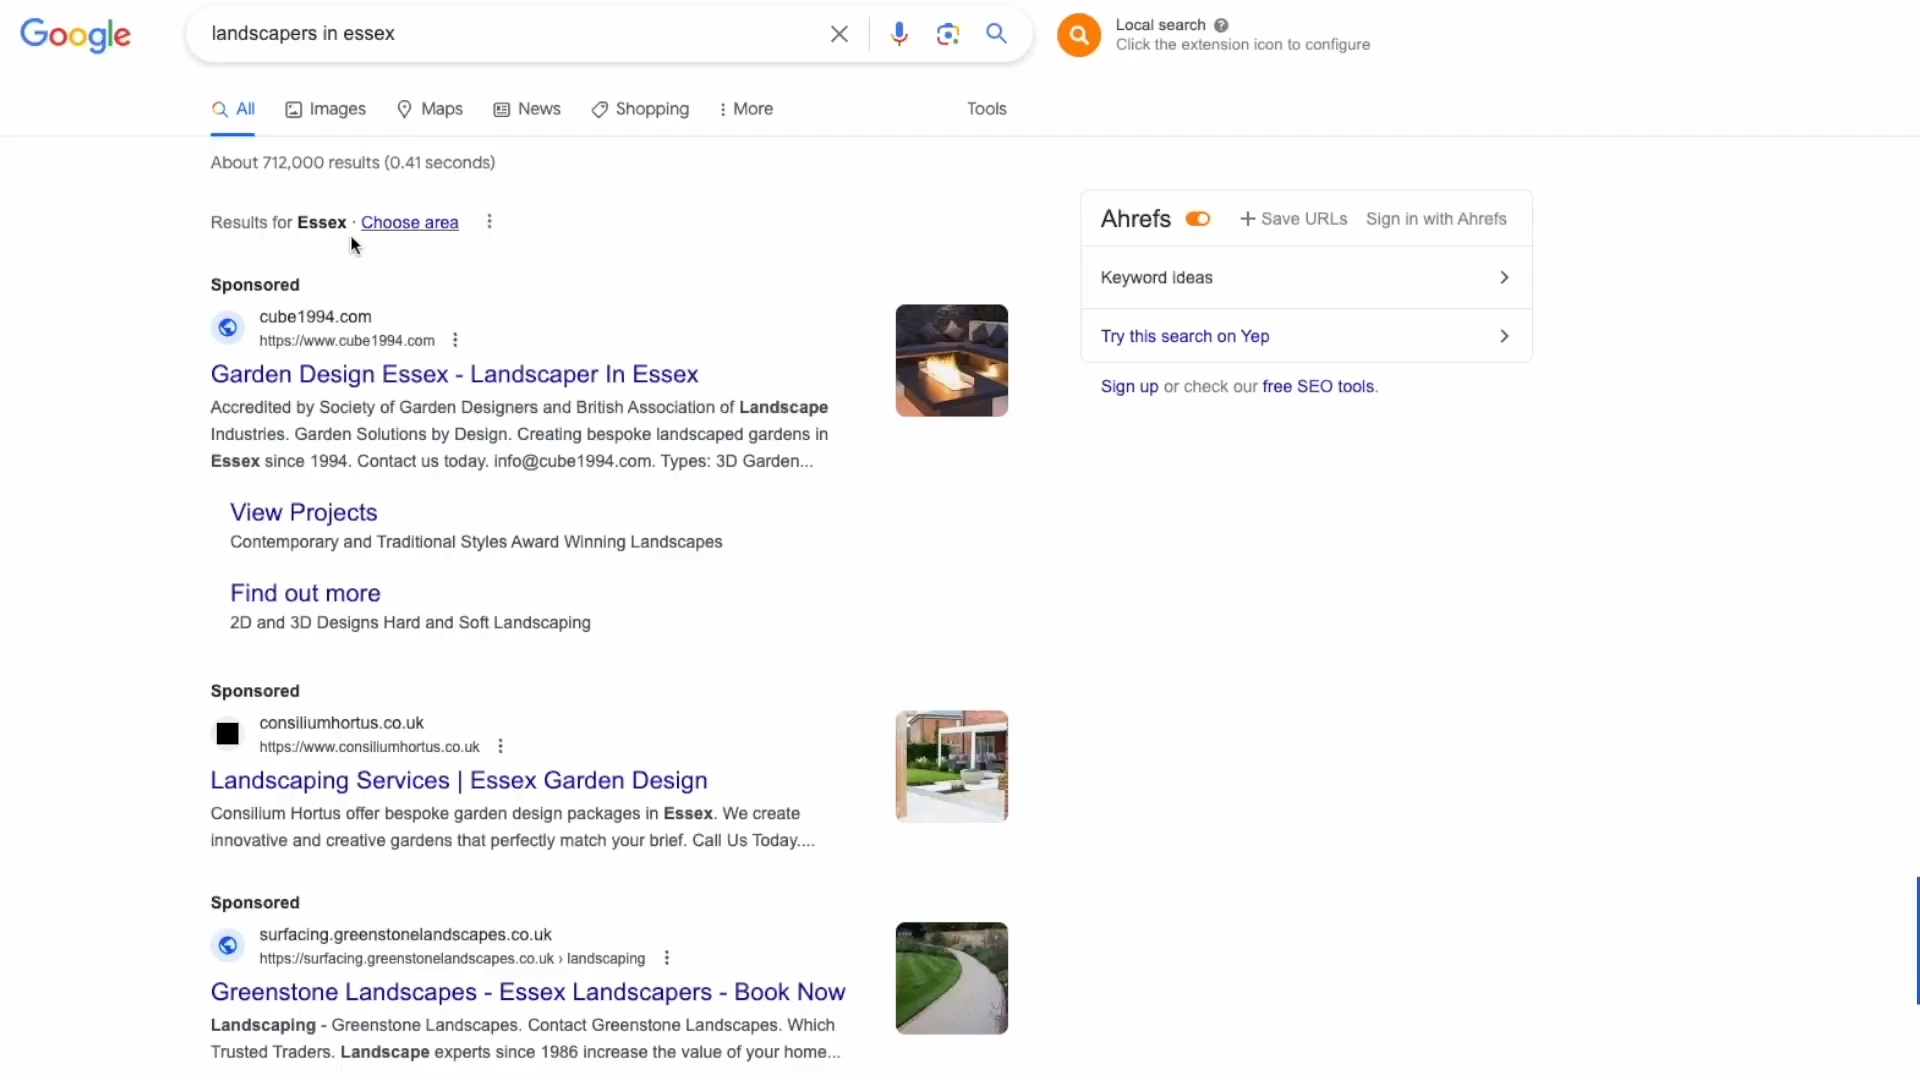 Google
landscapers in essex
Local search
Click the extension icon to configure
All
Images
Maps
News
Shopping
More
Tools
About 712,000 results (0.41 seconds)
Results for Essex · Choose area
Sponsored
cube1994.com
https://www.cube1994.com
Garden Design Essex - Landscaper In Essex
Accredited by Society of Garden Designers and British Association of Landscape
Industries. Garden Solutions by Design. Creating bespoke landscaped gardens in
Essex since 1994. Contact us today. info@cube1994.com. Types: 3D Garden...
View Projects
Contemporary and Traditional Styles Award Winning Landscapes
Find out more
2D and 3D Designs Hard and Soft Landscaping
Sponsored
consiliumhortus.co.uk
https://www.consiliumhortus.co.uk
Landscaping Services | Essex Garden Design
Consilium Hortus offer bespoke garden design packages in Essex. We create
innovative and creative gardens that perfectly match your brief. Call Us Today....
Sponsored
surfacing.greenstonelandscapes.co.uk
https://surfacing.greenstonelandscapes.co.uk › landscaping
Greenstone Landscapes - Essex Landscapers - Book Now
Landscaping - Greenstone Landscapes. Contact Greenstone Landscapes. Which
Trusted Traders. Landscape experts since 1986 increase the value of your home...
Ahrefs
Save URLs
Sign in with Ahrefs
Keyword ideas
Try this search on Yep
Sign up or check our free SEO tools.